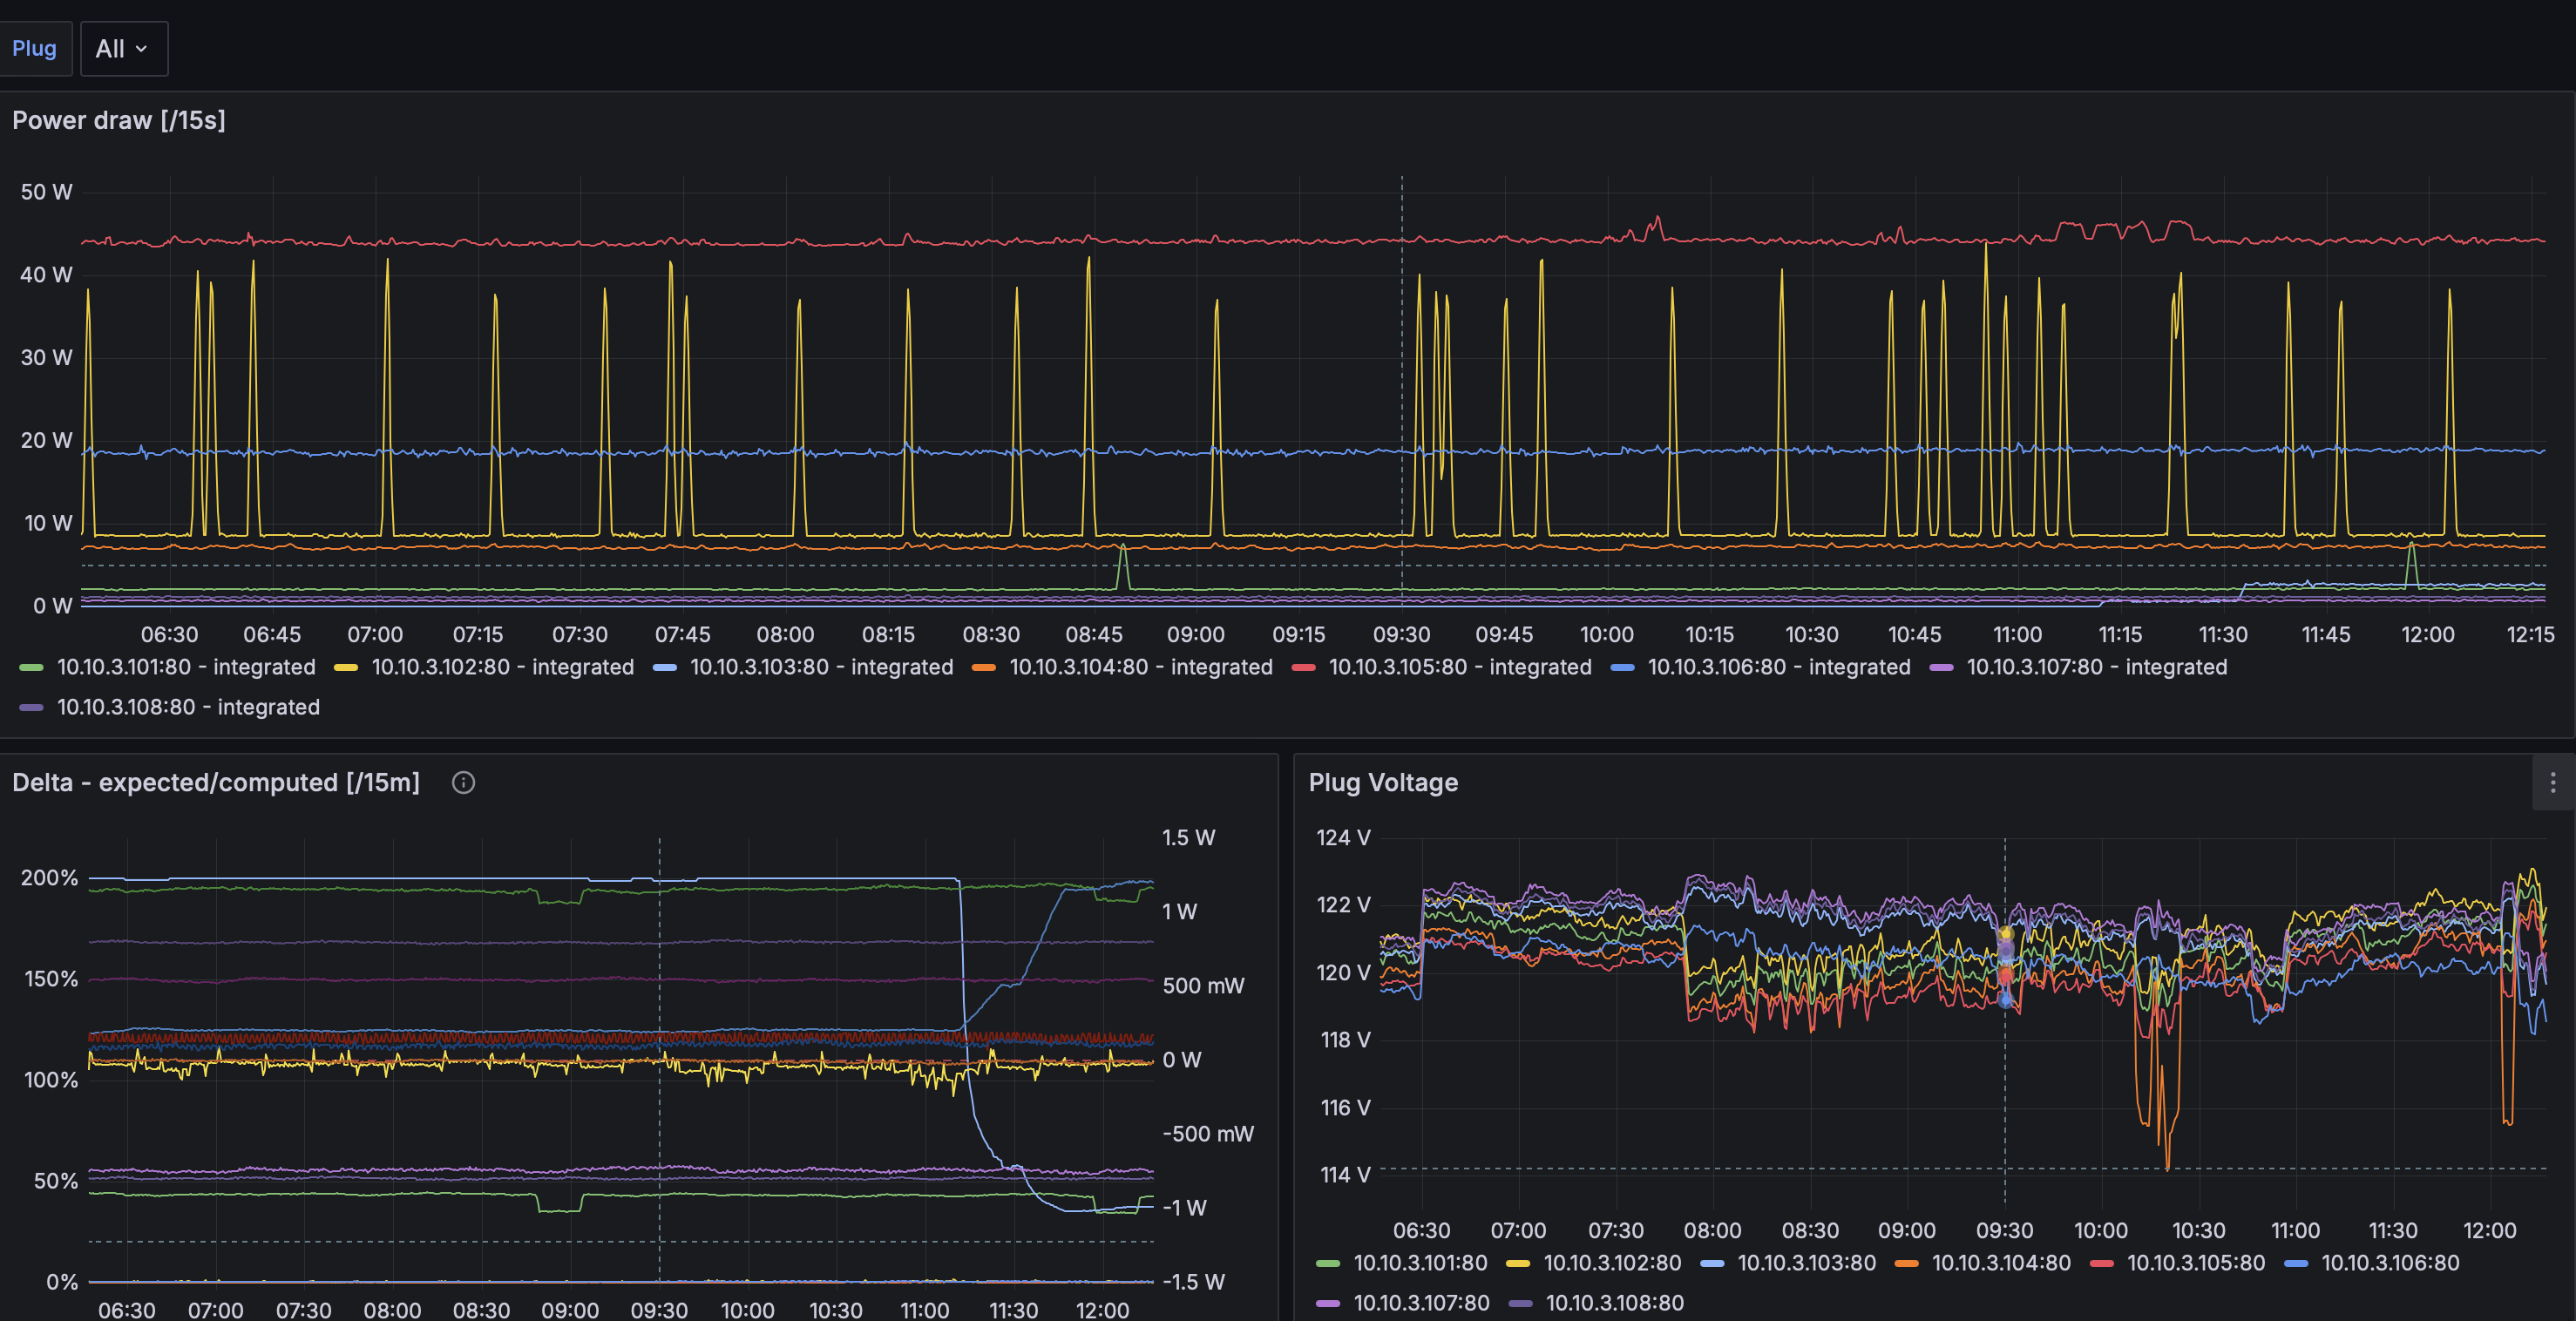 Plug All
Power draw [/15s]
50 W
40 W
30 W
20 W
10 W
0 W
06:30 06:45 07:00 07:15 07:30 07:45 08:00 08:15 08:30 08:45 09:00 09:15 09:30 09:45 10:00 10:15 10:30 10:45 11:00 11:15 11:30 11:45 12:00 12:15
10.10.3.101:80 - integrated 10.10.3.102:80 - integrated 10.10.3.103:80 - integrated 10.10.3.104:80 - integrated 10.10.3.105:80 - integrated 10.10.3.106:80 - integrated 10.10.3.107:80 - integrated
10.10.3.108:80 - integrated
Delta - expected/computed [/15m]
200%
150%
100%
50%
0%
1.5 W
1 W
500 mW
0 W
-500 mW
-1 W
-1.5 W
06:30 07:00 07:30 08:00 08:30 09:00 09:30 10:00 10:30 11:00 11:30 12:00
Plug Voltage
124 V
122 V
120 V
118 V
116 V
114 V
06:30 07:00 07:30 08:00 08:30 09:00 09:30 10:00 10:30 11:00 11:30 12:00
10.10.3.101:80 10.10.3.102:80 10.10.3.103:80 10.10.3.104:80 10.10.3.105:80 10.10.3.106:80
10.10.3.107:80 10.10.3.108:80